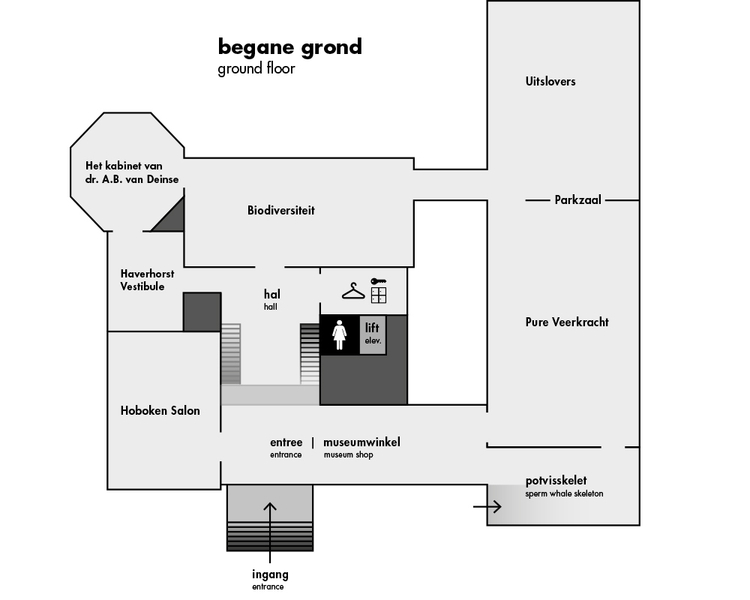 begane grond
ground floor
Uitslovers
Het kabinet van
dr. A.B. van Deinse
Parkzaal
Biodiversiteit
Haverhorst
Vestibule
hal
hall
lift
elev.
Pure Veerkracht
Hoboken Salon
entree | museumwinkel
entrance museum shop
potvisskelet
sperm whale skeleton
ingang
entrance